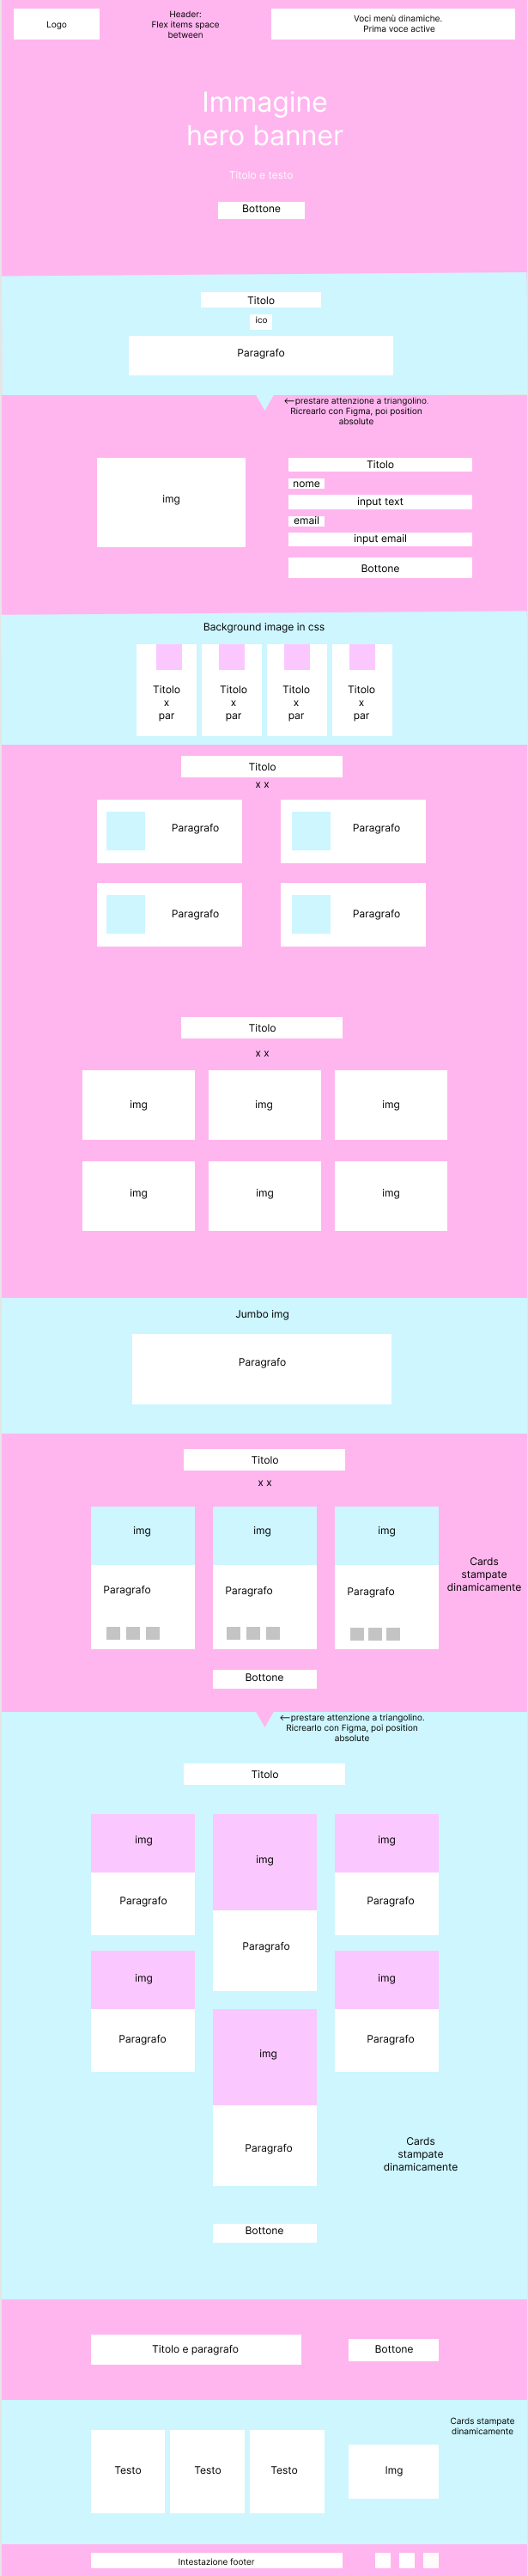 Logo
Header:
Flex items space
between
Voci menù dinamiche.
Prima voce active
Immagine
hero banner
Titolo e testo
Bottone
Titolo
ico
Paragrafo
<--prestare attenzione a triangolino.
Ricrearlo con Figma, poi position
absolute
img
Titolo
nome
input text
email
input email
Bottone
Background image in css
Titolo
x
par
Titolo
x
par
Titolo
x
par
Titolo
x
par
Titolo
x x
Paragrafo
Paragrafo
Paragrafo
Paragrafo
Titolo
x x
img
img
img
img
img
img
Jumbo img
Paragrafo
Titolo
x x
img
img
img
Paragrafo
Paragrafo
Paragrafo
Cards
stampate
dinamicamente
Bottone
<--prestare attenzione a triangolino.
Ricrearlo con Figma, poi position
absolute
Titolo
img
img
img
Paragrafo
Paragrafo
Paragrafo
img
img
Paragrafo
Paragrafo
img
Paragrafo
Cards
stampate
dinamicamente
Bottone
Titolo e paragrafo
Bottone
Cards stampate
dinamicamente
Testo
Testo
Testo
Img
Intestazione footer